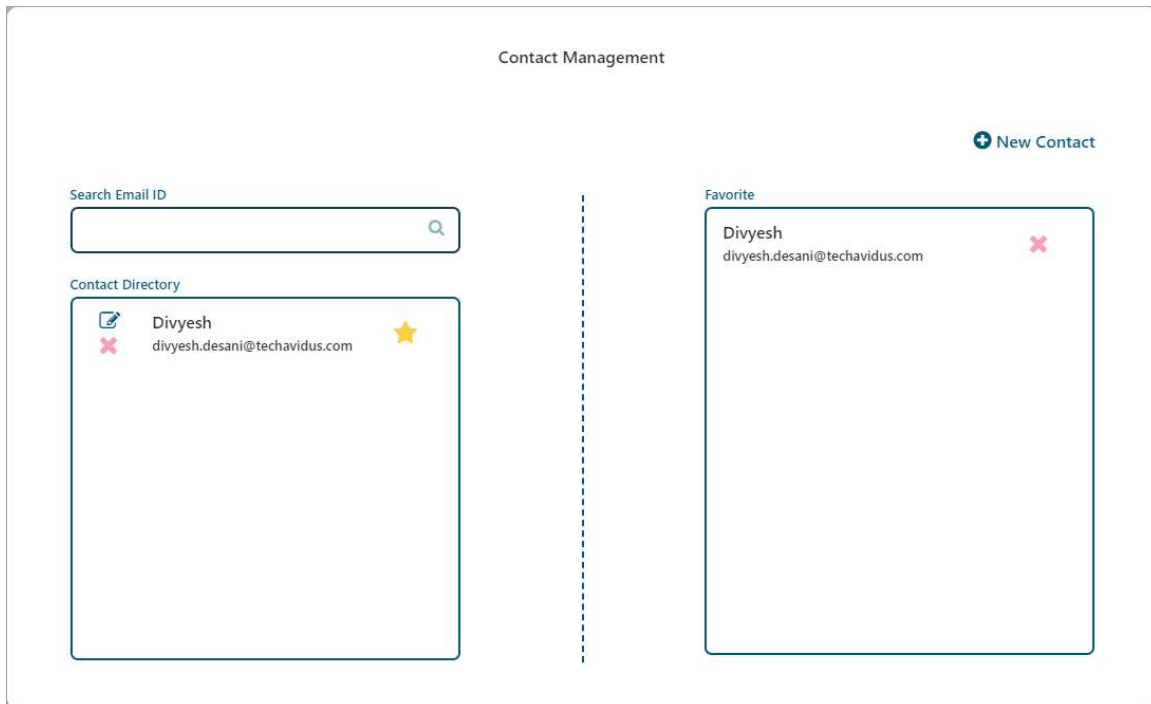 Contact Management
New Contact
Search Email ID
Contact Directory
Divyesh
divyesh.desani@techavidus.com
Favorite
Divyesh
divyesh.desani@techavidus.com